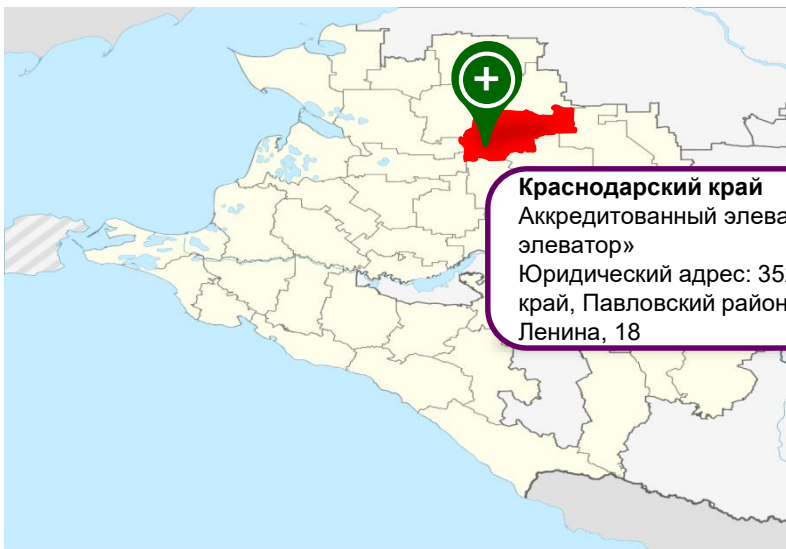 Краснодарский край
Аккредитованный элева
элеватор»
Юридический адрес: 35
край, Павловский район
Ленина, 18